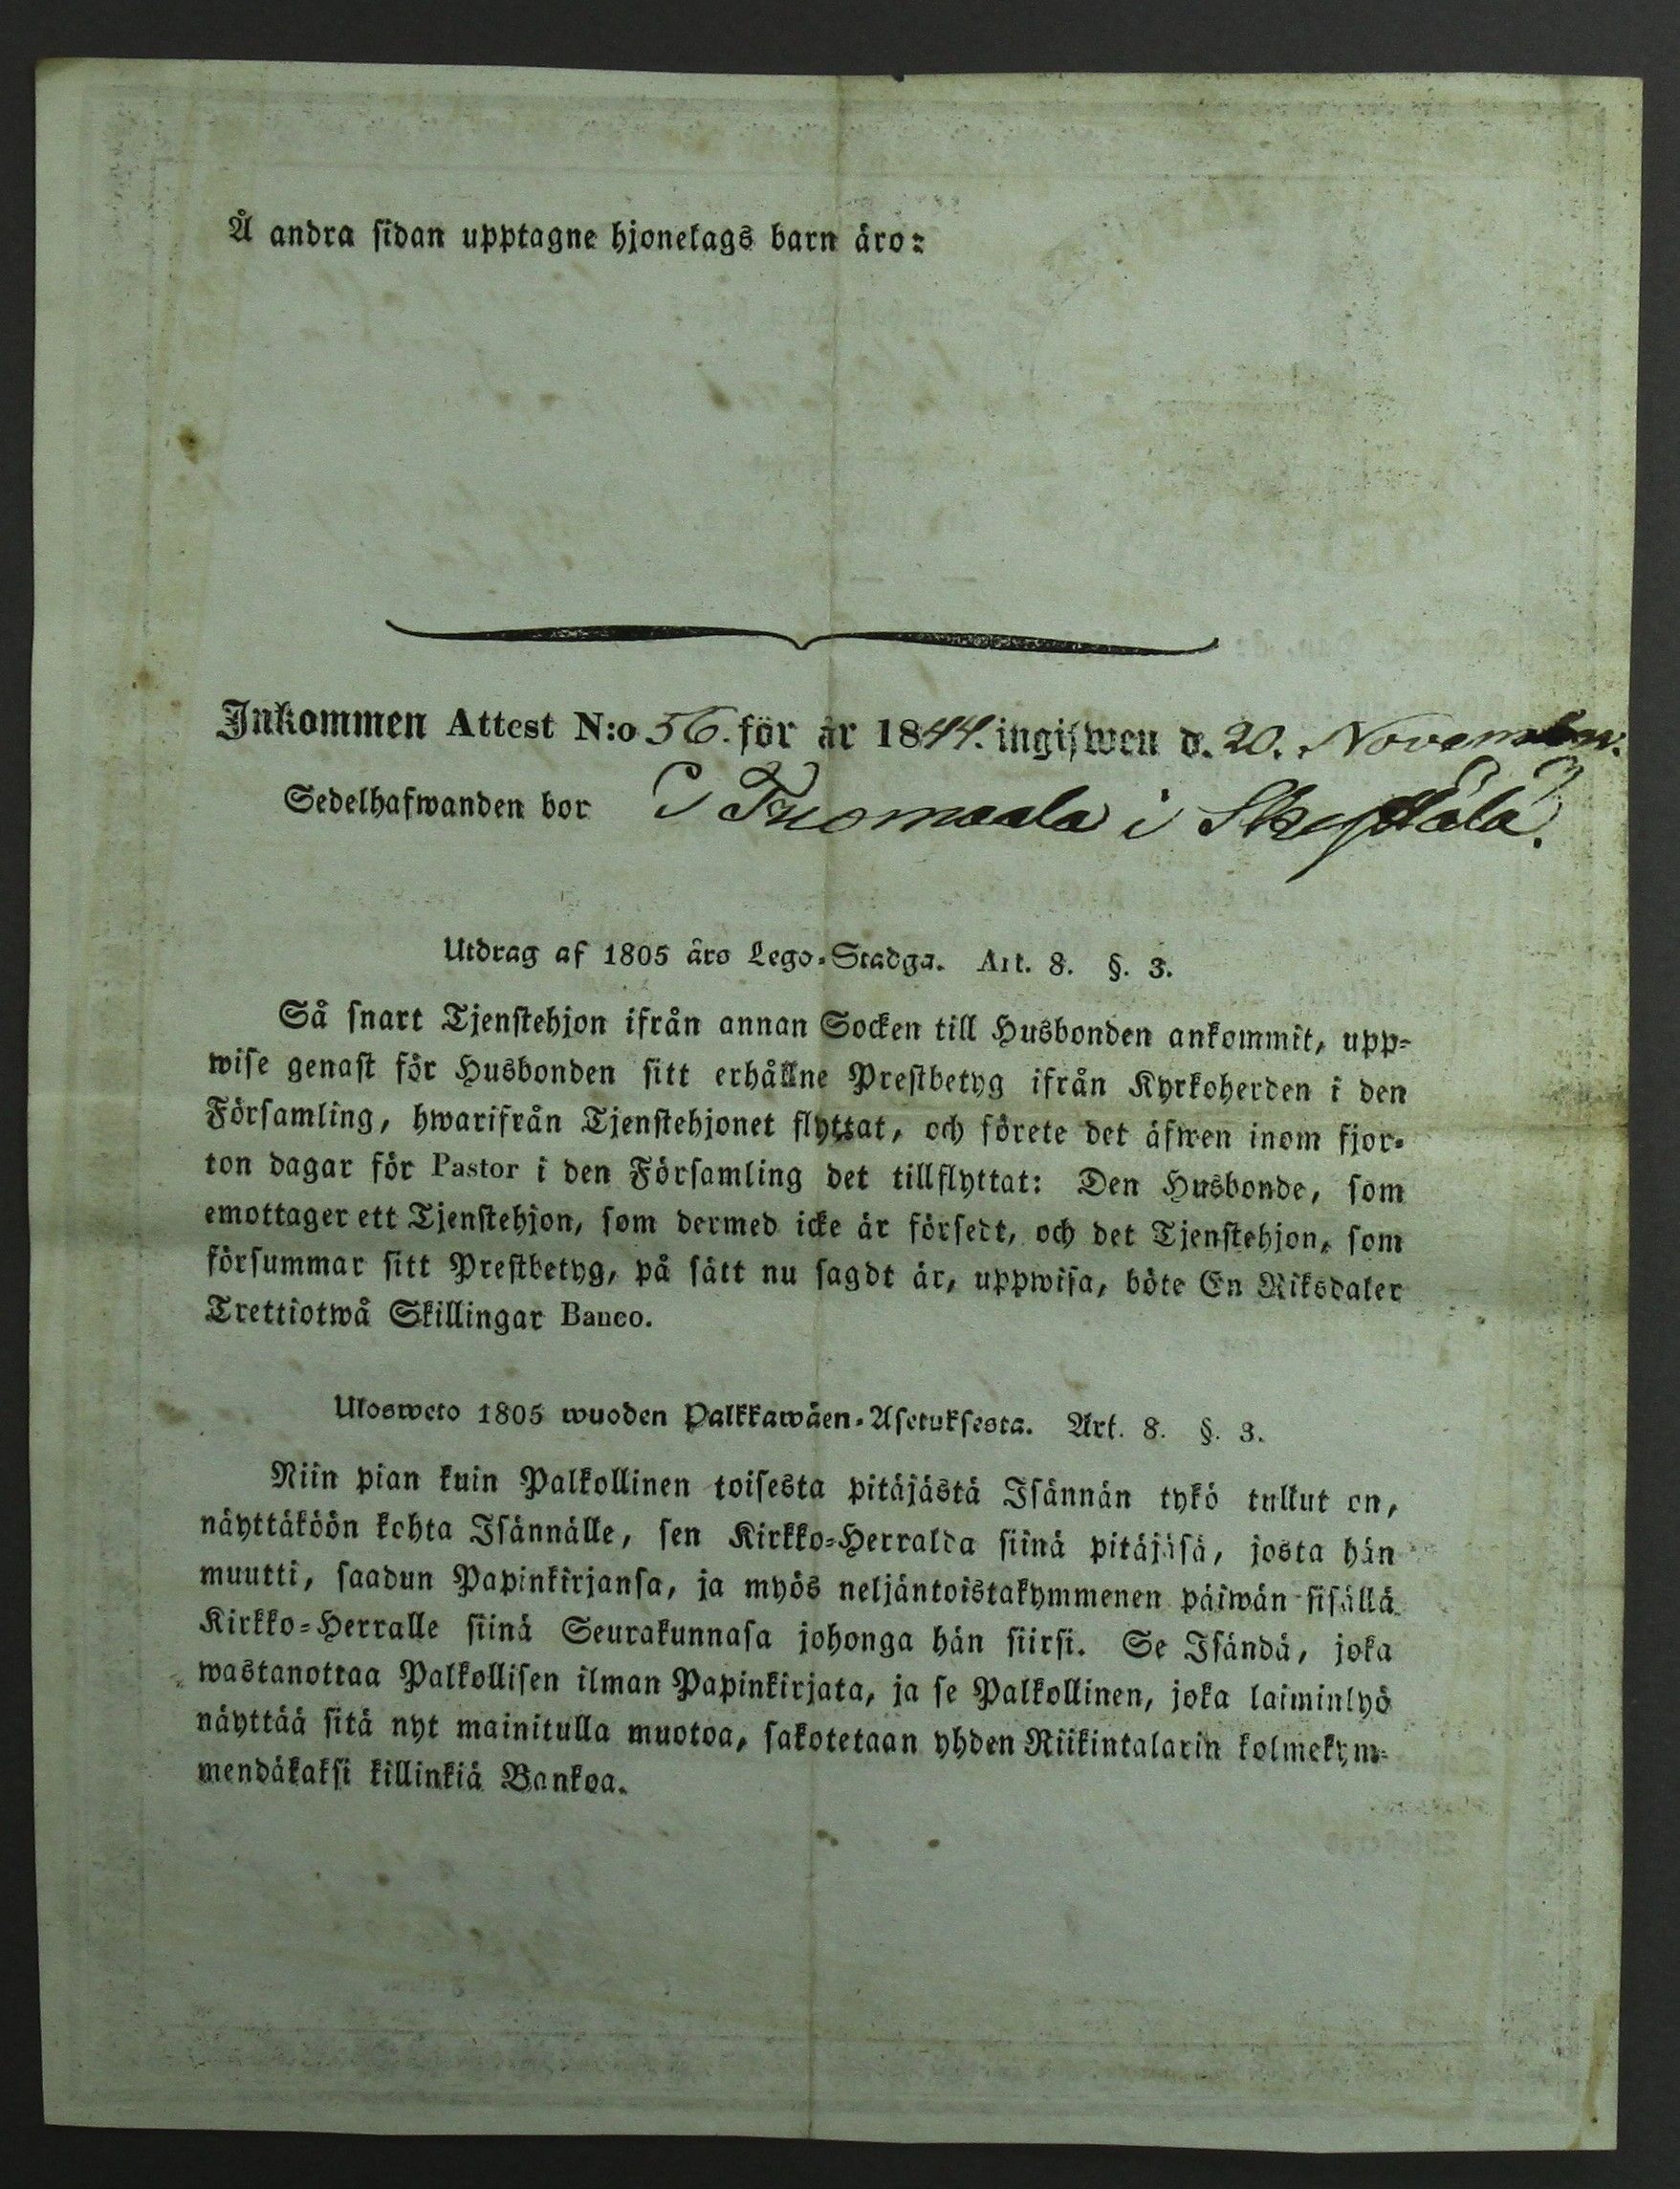 Å andra sidan upptagne hjonelags barn äro:
Inkommen Attest N:o 56. för år 1844. ingifwen d. 20. November.
Sedelhafwanden bor i Tuomaala i
Utdrag af 1805 års Lego-Stadga. Art. 8. §. 3.
Så snart Tjenstehjon ifrån annan Socken till Husbonden ankommit, upp-
wise genast för Husbonden sitt erhållne Prestbetyg ifrån Kyrkoherden i den
Församling, hwarifrån Tjenstehjonet flyttat, och förete det äfwen inom fjor-
ton dagar för Pastor i den Församling det tillflyttat: Den Husbonde, som
emottager ett Tjenstehjon, som dermed icke är försedt, och det Tjenstehjon, som
försummar sitt Prestbetyg, på sätt nu sagdt är, uppwisa, böte En Riksdaler
Trettiotwå Skillingar Banco.
Ulosweto 1805 wuoden Palkkawäen-Asetuksesta. Art. 8. §. 3.
Niin pian kuin Palkollinen toisesta pitäjästä Isännän tykö tullut on,
näyttäköön kohta Isännälle, sen Kirkko-Herralda siinä pitäjäsä, josta hän
muutti, saadun Papinkirjansa, ja myös neljäntoistakymmenen päiwän sisällä
Kirkko-Herralle siinä Seurakunnasa johonga hän siirsi. Se Isändä, joka
wastanottaa Palkollisen ilman Papinkirjata, ja se Palkollinen, joka laiminlyö
näyttää sitä nyt mainitulla muotoa, sakotetaan yhden Riikintalarin kolmekym-
mendäkaksi killinkiä Bankoa.